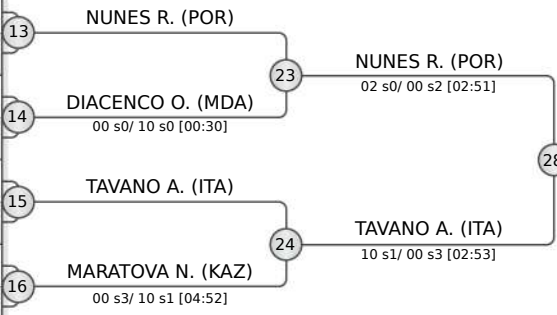 NUNES R. (POR)
13
23
NUNES R. (POR)
02 s0/ 00 s2 [02:51]
DIACENCO O. (MDA)
14
00 s0/ 10 s0 [00:30]
28
TAVANO A. (ITA)
15
24
TAVANO A. (ITA)
10 s1/ 00 s3 [02:53]
MARATOVA N. (KAZ)
16
00 s3/ 10 s1 [04:52]